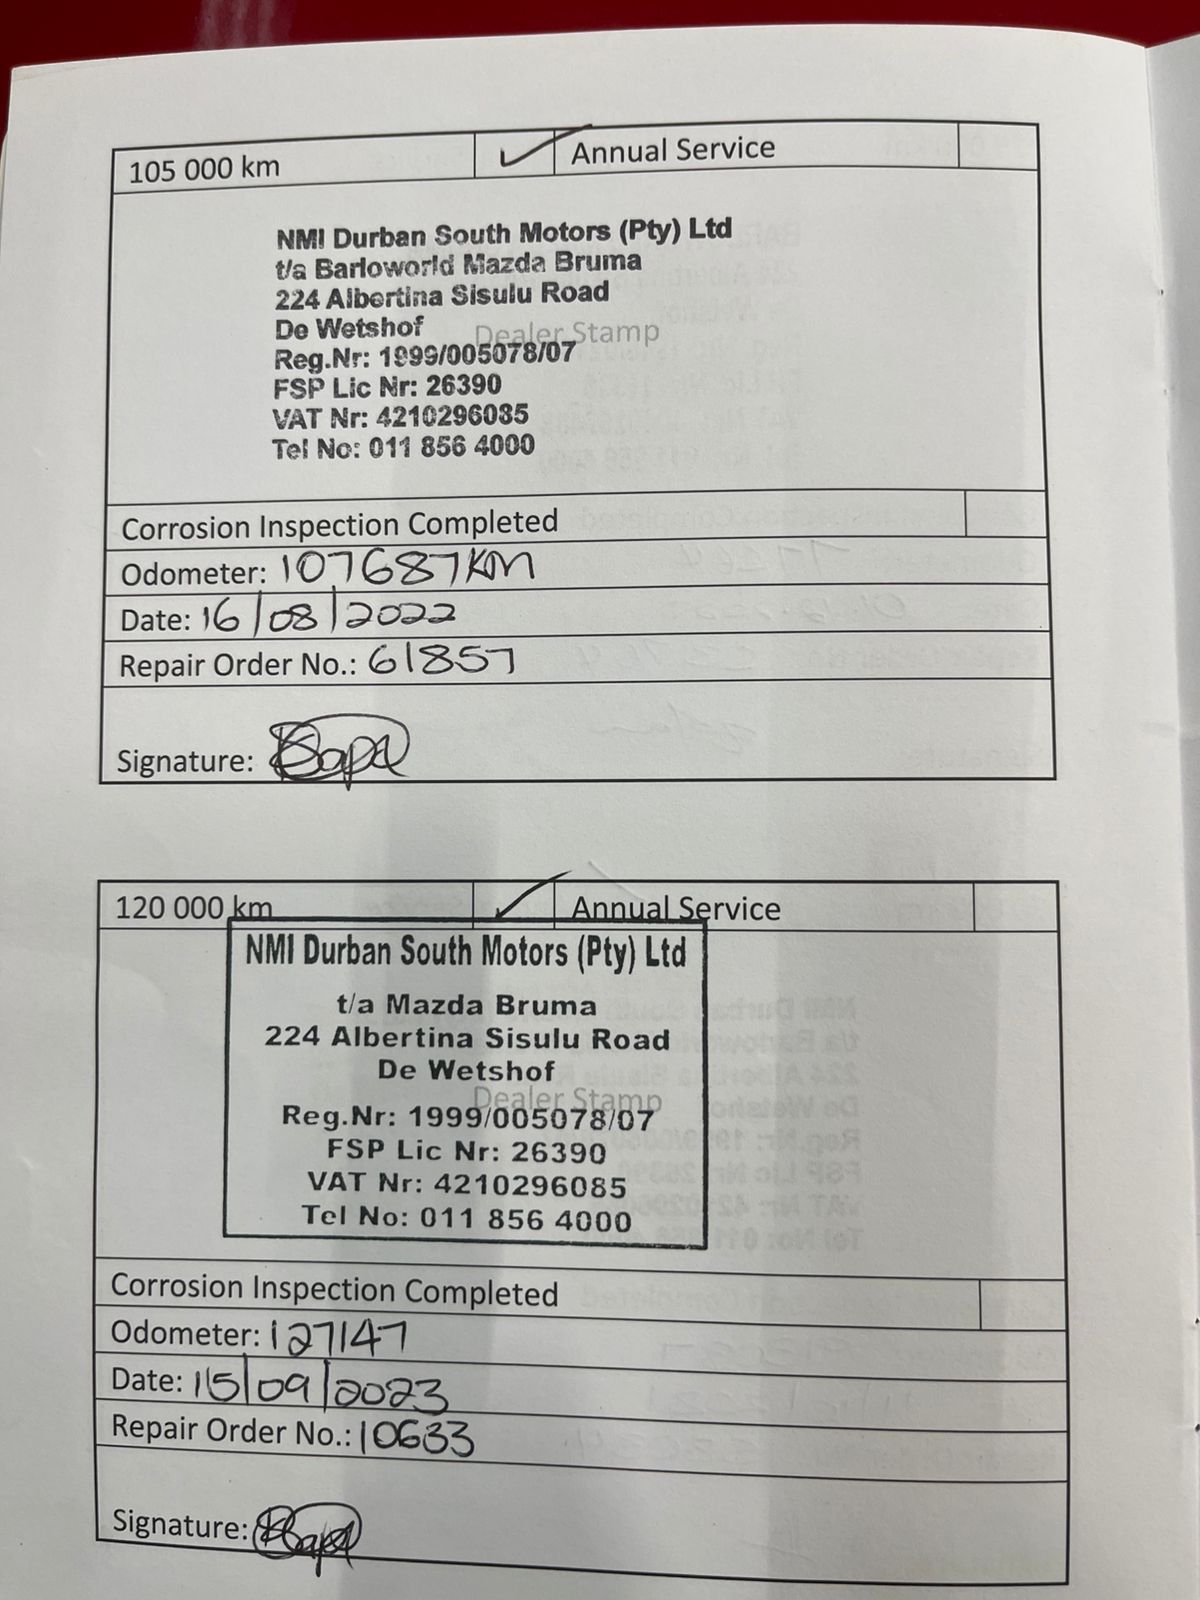 105 000 km ✓ Annual Service
NMI Durban South Motors (Pty) Ltd
t/a Barloworld Mazda Bruma
224 Albertina Sisulu Road
De Wetshof
Dealer Stamp
Reg.Nr: 1999/005078/07
FSP Lic Nr: 26390
VAT Nr: 4210296085
Tel No: 011 856 4000
Corrosion Inspection Completed
Odometer: 107687KM
Date: 16/08/2022
Repair Order No.: 61857
Signature:
120 000 km ✓ Annual Service
NMI Durban South Motors (Pty) Ltd
t/a Mazda Bruma
224 Albertina Sisulu Road
De Wetshof
Dealer Stamp
Reg.Nr: 1999/005078/07
FSP Lic Nr: 26390
VAT Nr: 4210296085
Tel No: 011 856 4000
Corrosion Inspection Completed
Odometer: 127147
Date: 15/09/2023
Repair Order No.: 10633
Signature: